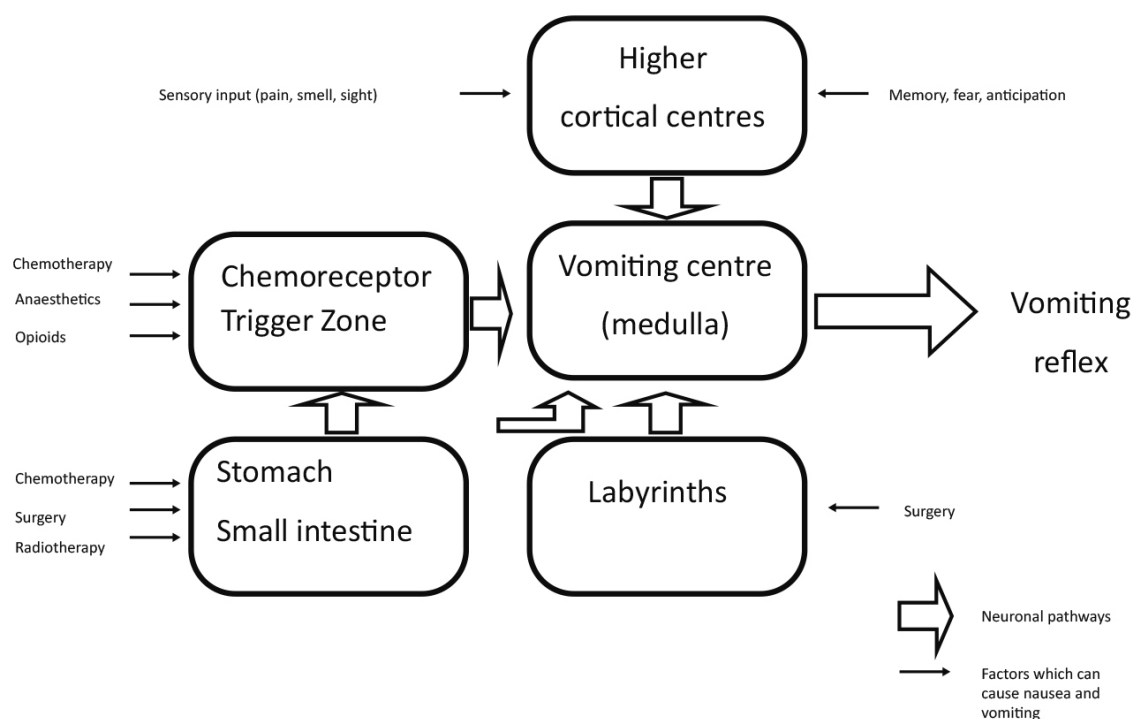 Higher
cortical centres
Sensory input (pain, smell, sight)
Memory, fear, anticipation
Chemotherapy
Anaesthetics
Opioids
Chemoreceptor
Trigger Zone
Vomiting centre
(medulla)
Vomiting
reflex
Chemotherapy
Surgery
Radiotherapy
Stomach
Small intestine
Labyrinths
Surgery
Neuronal pathways
Factors which can
cause nausea and
vomiting